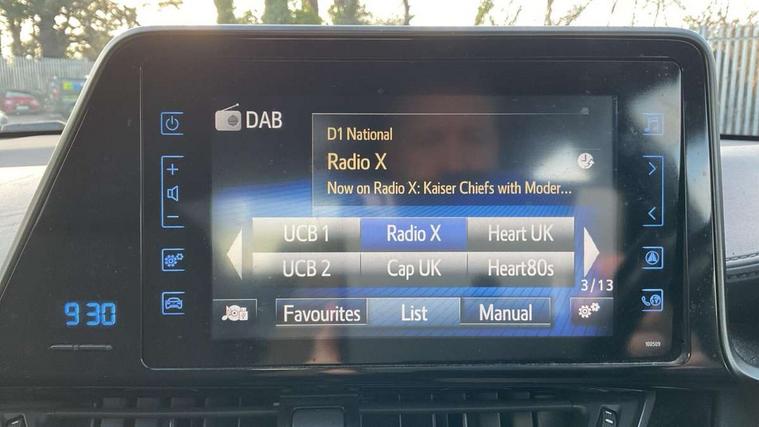 DAB
D1 National
Radio X
Now on Radio X: Kaiser Chiefs with Moder...
UCB 1 Radio X Heart UK
UCB 2 Cap UK Heart80s
3/13
Favourites List Manual
9:30
100509